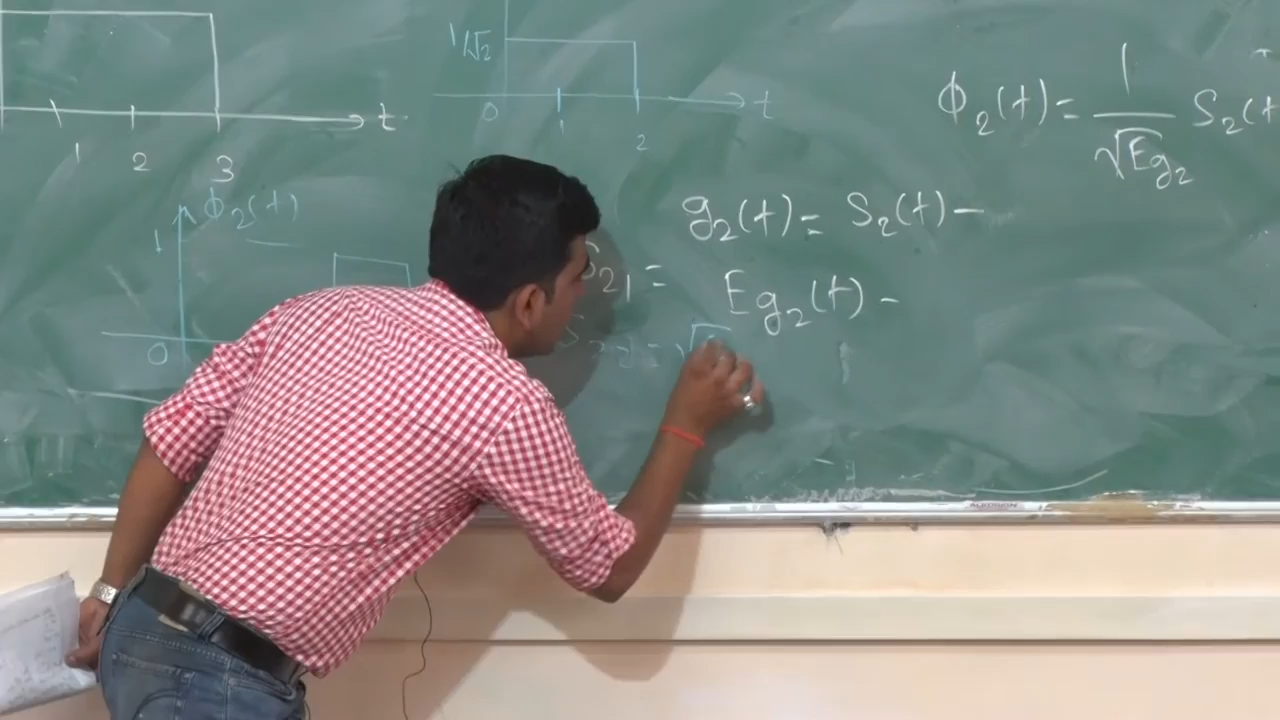 t
1 2 3
1/√2
0 1 2 t
ϕ2(t)
1
0
ϕ2(t) = 1/√Eg2 S2(t
g2(t) = S2(t) -
S21 =
Eg2(t) -
S22 = √